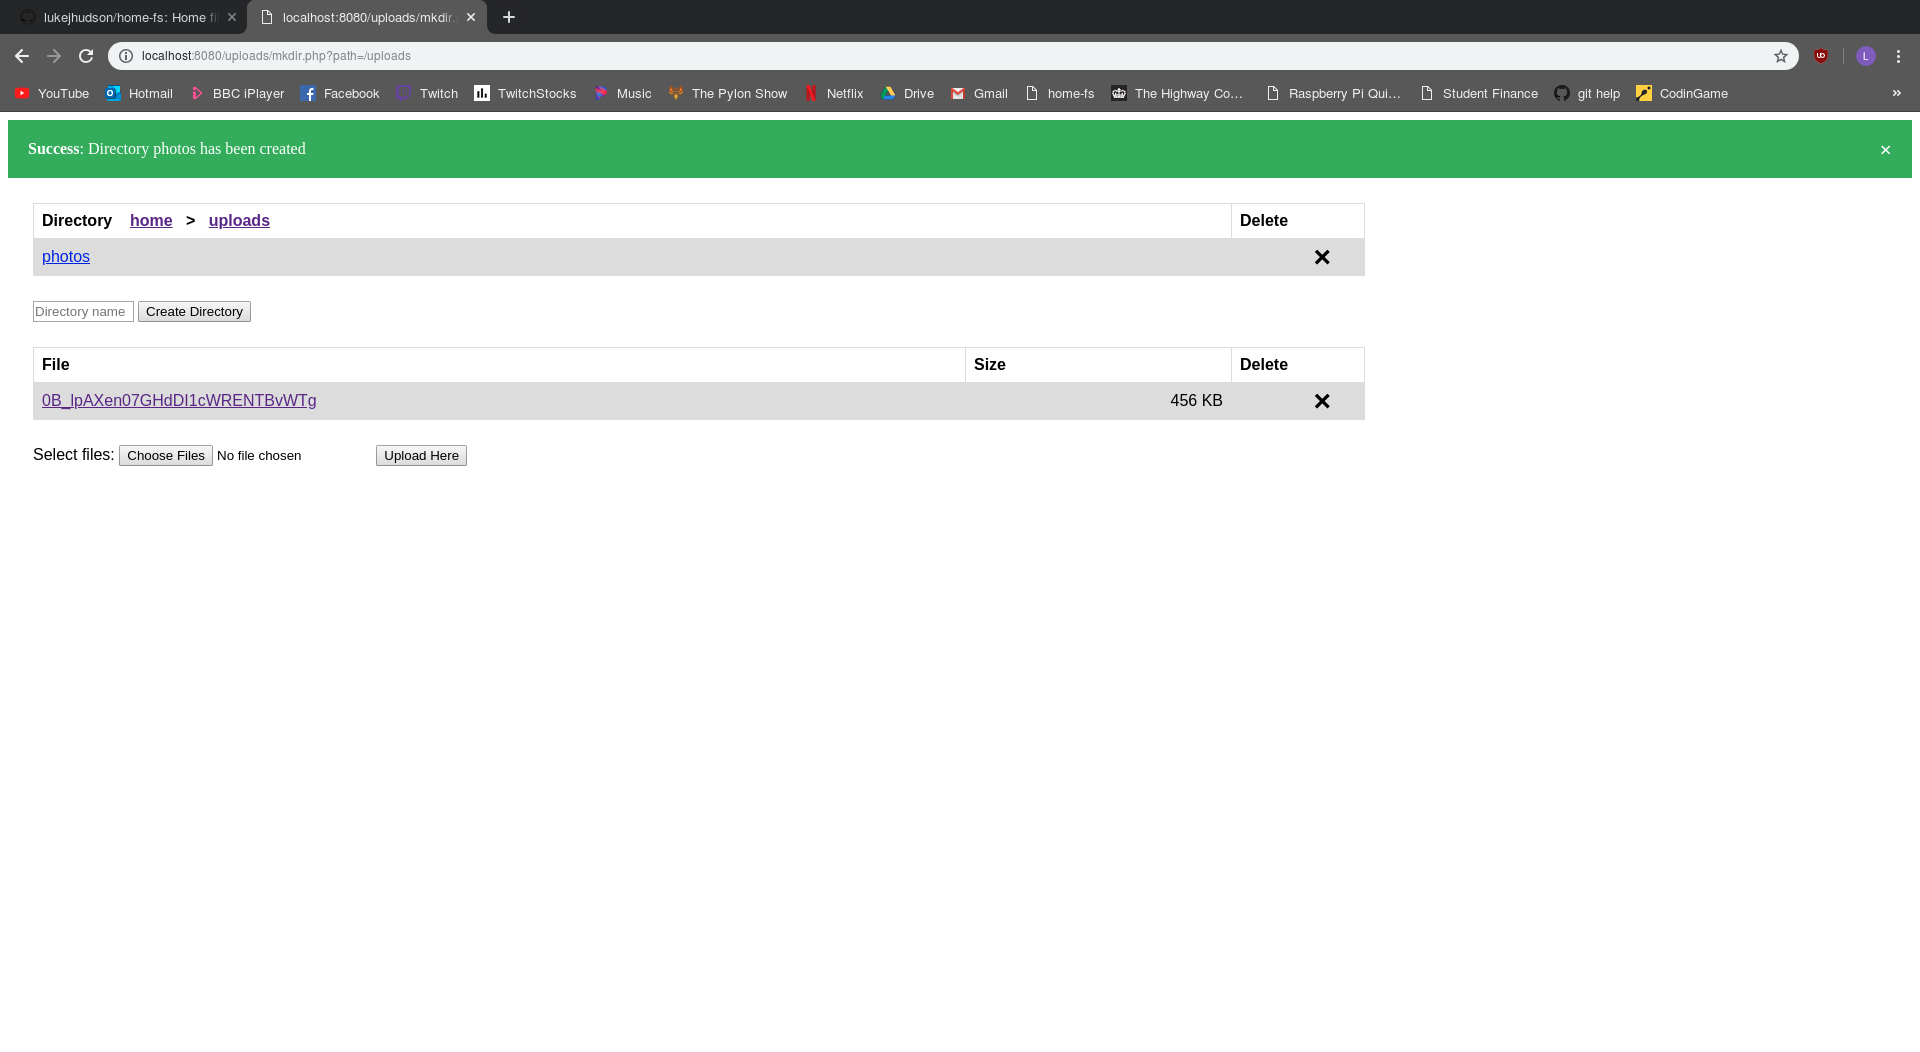 lukejhudson/home-fs: Home fil
localhost:8080/uploads/mkdir.
localhost:8080/uploads/mkdir.php?path=/uploads
L
YouTube Hotmail BBC iPlayer Facebook Twitch TwitchStocks Music The Pylon Show Netflix Drive Gmail home-fs The Highway Co… Raspberry Pi Qui… Student Finance git help CodinGame »
Success: Directory photos has been created ×
Directory home > uploads Delete
photos
Directory name Create Directory
File Size Delete
0B_lpAXen07GHdDI1cWRENTBvWTg 456 KB
Select files: Choose Files No file chosen Upload Here